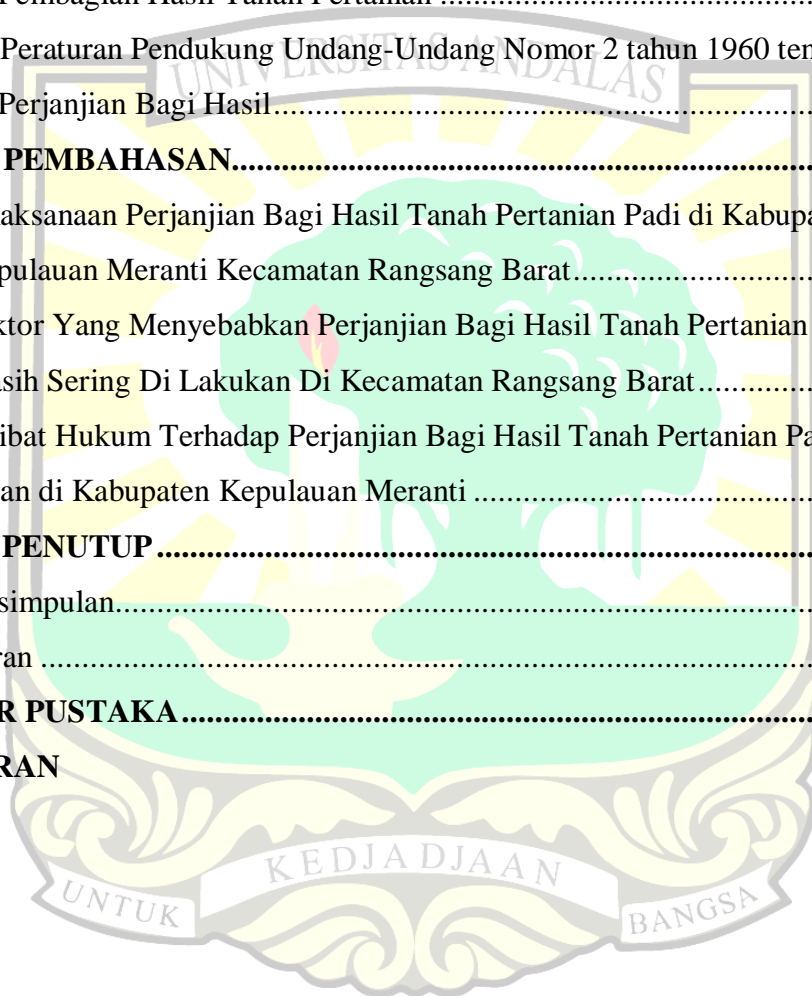 Pembagian Hasil Tanah Pertanian ....................
Peraturan Pendukung Undang-Undang Nomor 2 tahun 1960 ten
Perjanjian Bagi Hasil....................
PEMBAHASAN....................
aksanaan Perjanjian Bagi Hasil Tanah Pertanian Padi di Kabupa
pulauan Meranti Kecamatan Rangsang Barat....................
ktor Yang Menyebabkan Perjanjian Bagi Hasil Tanah Pertanian
asih Sering Di Lakukan Di Kecamatan Rangsang Barat....................
ibat Hukum Terhadap Perjanjian Bagi Hasil Tanah Pertanian Pa
an di Kabupaten Kepulauan Meranti ....................
PENUTUP....................
simpulan....................
ran ....................
R PUSTAKA....................
RAN
UNIVERSITAS ANDALAS
UNTUK KEDJADJAAN BANGSA